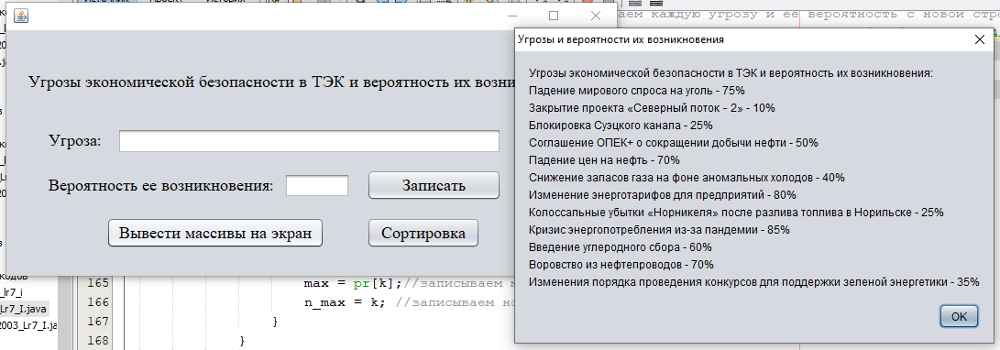 Источник
Проект
История
ваем каждую угрозу и ее вероятность с новой стро
Угрозы экономической безопасности в ТЭК и вероятность их возни
Угроза:
Вероятность ее возникновения:
Записать
Вывести массивы на экран
Сортировка
Угрозы и вероятности их возникновения
Угрозы экономической безопасности в ТЭК и вероятность их возникновения:
Падение мирового спроса на уголь - 75%
Закрытие проекта «Северный поток - 2» - 10%
Блокировка Суэцкого канала - 25%
Соглашение ОПЕК+ о сокращении добычи нефти - 50%
Падение цен на нефть - 70%
Снижение запасов газа на фоне аномальных холодов - 40%
Изменение энерготарифов для предприятий - 80%
Колоссальные убытки «Норникеля» после разлива топлива в Норильске - 25%
Кризис энергопотребления из-за пандемии - 85%
Введение углеродного сбора - 60%
Воровство из нефтепроводов - 70%
Изменения порядка проведения конкурсов для поддержки зеленой энергетики - 35%
OK
кодов
_lr7_i
_Lr7_I.java
2003_Lr7_I.ja
165 max = pr[k];//записываем м
166 n_max = k; //записываем но
167 }
168 }